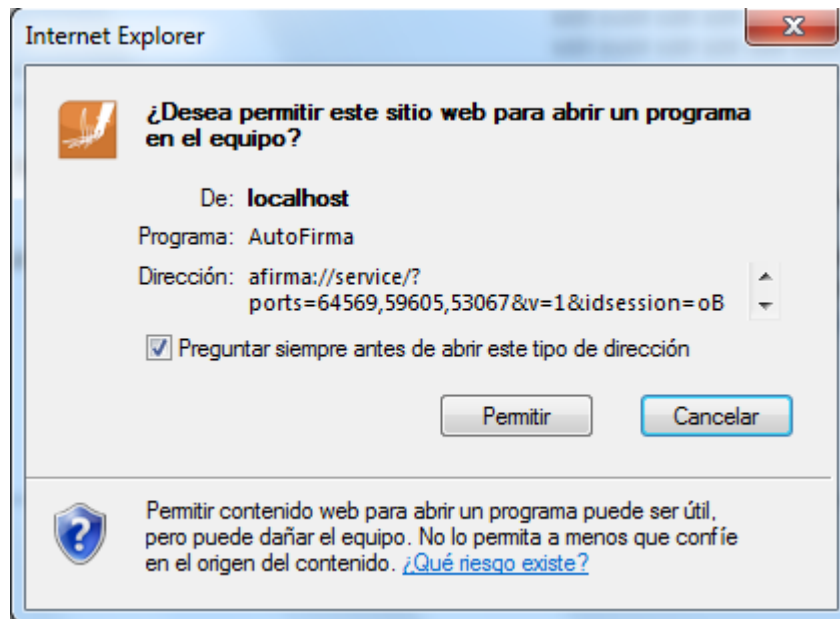 Internet Explorer
¿Desea permitir este sitio web para abrir un programa
en el equipo?
De: localhost
Programa: AutoFirma
Dirección: afirma://service/?
ports=64569,59605,53067&v=1&idsession=oB
Preguntar siempre antes de abrir este tipo de dirección
Permitir Cancelar
Permitir contenido web para abrir un programa puede ser útil,
pero puede dañar el equipo. No lo permita a menos que confíe
en el origen del contenido. ¿Qué riesgo existe?